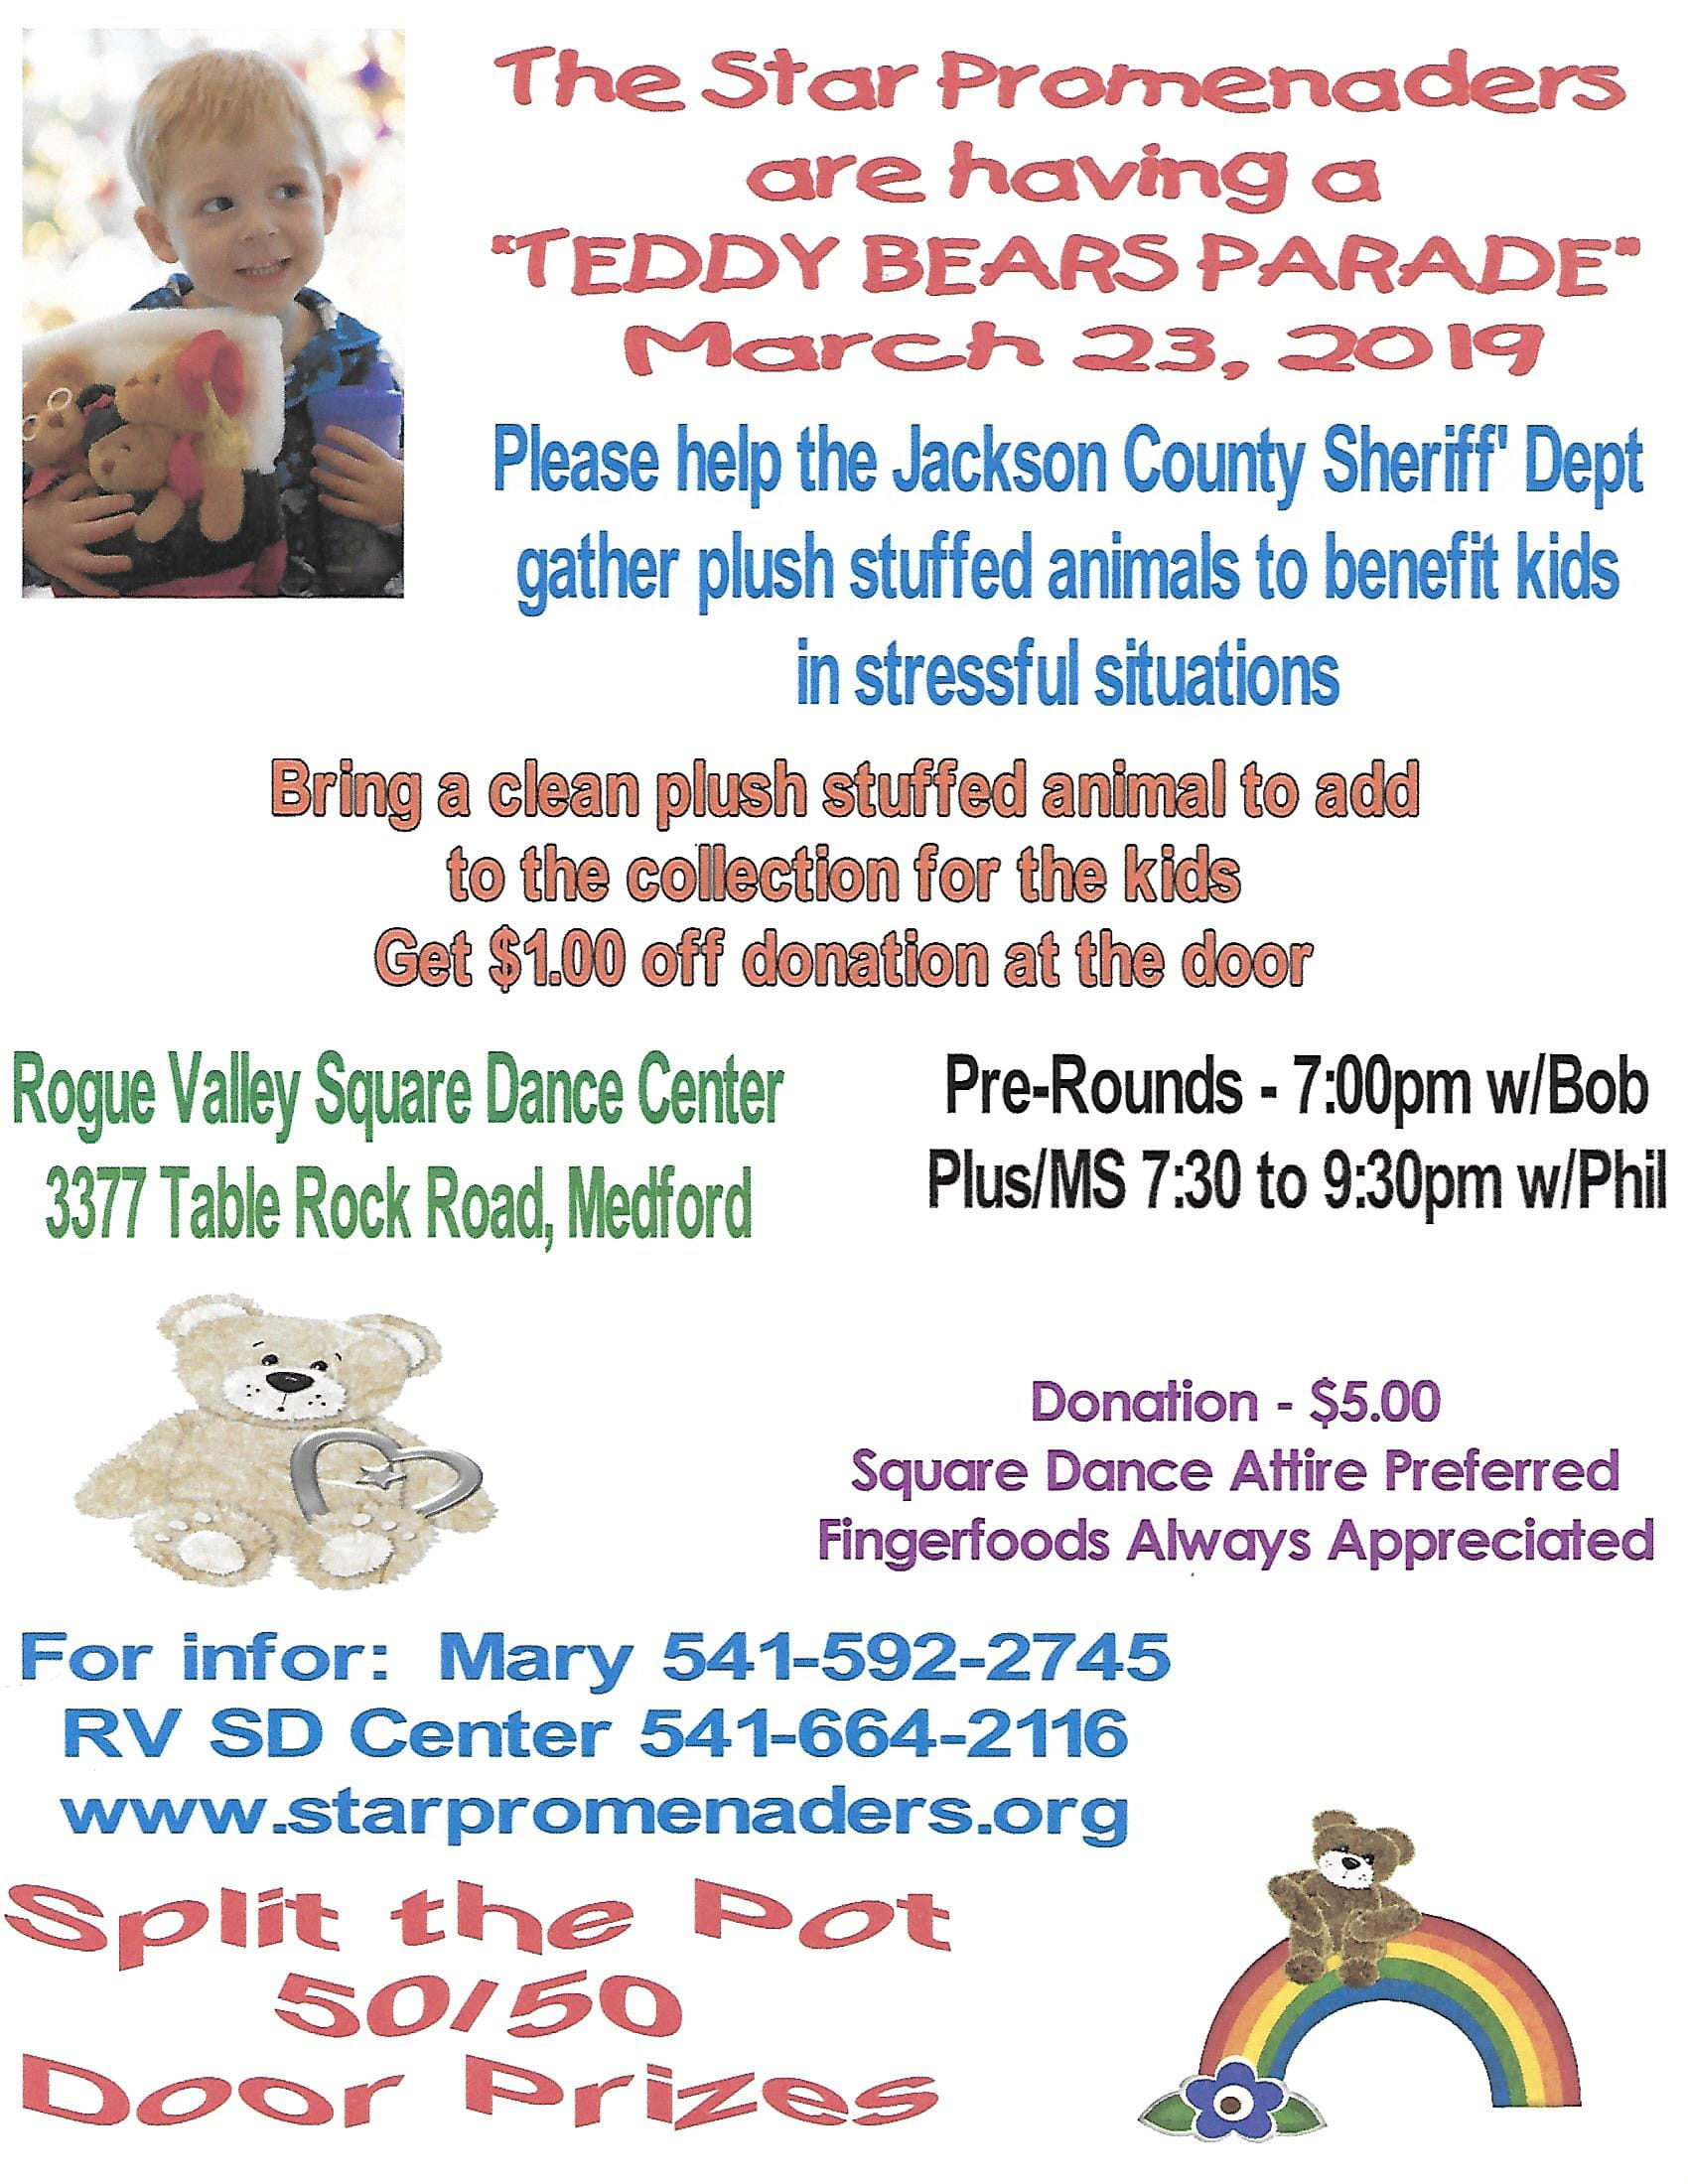 The Star Promenaders
are having a
"TEDDY BEARS PARADE"
March 23, 2019
Please help the Jackson County Sheriff' Dept
gather plush stuffed animals to benefit kids
in stressful situations
Bring a clean plush stuffed animal to add
to the collection for the kids
Get $1.00 off donation at the door
Rogue Valley Square Dance Center
3377 Table Rock Road, Medford
Pre-Rounds - 7:00pm w/Bob
Plus/MS 7:30 to 9:30pm w/Phil
Donation - $5.00
Square Dance Attire Preferred
Fingerfoods Always Appreciated
For infor: Mary 541-592-2745
RV SD Center 541-664-2116
www.starpromenaders.org
Split the Pot
50/50
Door Prizes